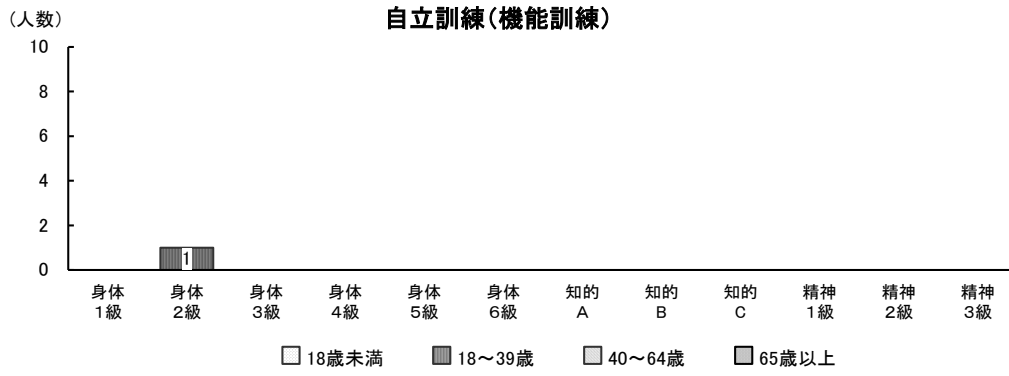 （人数）
自立訓練（機能訓練）
10
8
6
4
2
0
1
身体 身体 身体 身体 身体 身体 知的 知的 知的 精神 精神 精神
1級 2級 3級 4級 5級 6級 A B C 1級 2級 3級
18歳未満 18～39歳 40～64歳 65歳以上